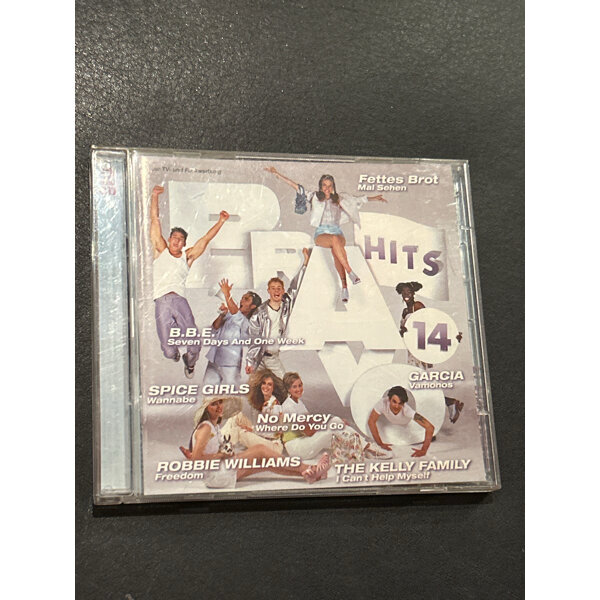 Fettes Brot
Mal Sehen
BRAVO
HITS
14
B.B.E.
Seven Days And One Week
GARCIA
Vamonos
SPICE GIRLS
Wannabe
No Mercy
Where Do You Go
ROBBIE WILLIAMS
Freedom
THE KELLY FAMILY
I Can't Help Myself